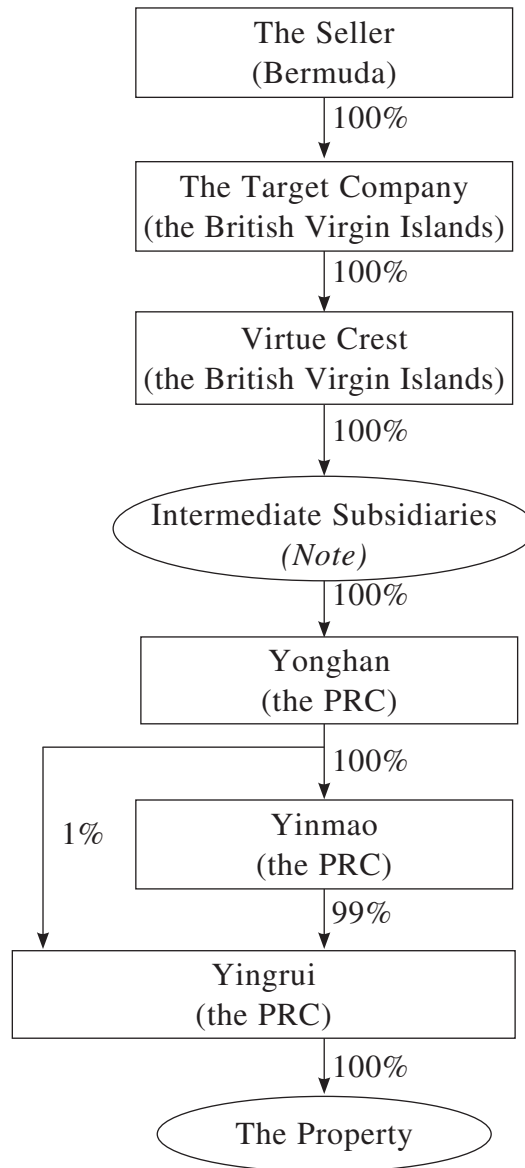 The Seller
(Bermuda)
100%
The Target Company
(the British Virgin Islands)
100%
Virtue Crest
(the British Virgin Islands)
100%
Intermediate Subsidiaries
(Note)
100%
Yonghan
(the PRC)
100%
1%
Yinmao
(the PRC)
99%
Yingrui
(the PRC)
100%
The Property